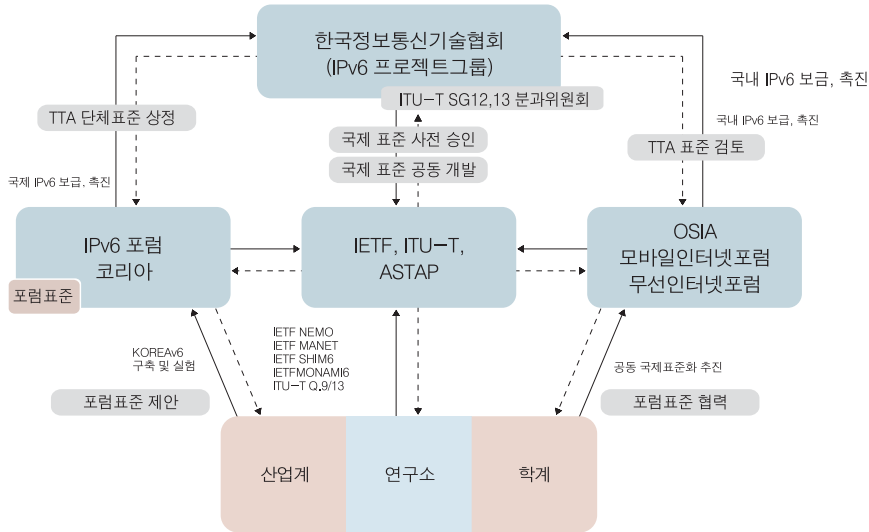 한국정보통신기술협회
(IPv6 프로젝트그룹)
ITU-T SG12,13 분과위원회
국내 IPv6 보급, 촉진
TTA 단체표준 상정
국내 IPv6 보급, 촉진
국제 표준 사전 승인
TTA 표준 검토
국제 표준 공동 개발
국제 IPv6 보급, 촉진
IPv6 포럼
코리아
포럼표준
IETF, ITU-T,
ASTAP
OSIA
모바일인터넷포럼
무선인터넷포럼
KOREAv6
구축 및 실험
포럼표준 제안
IETF NEMO
IETF MANET
IETF SHIM6
IETFMONAMI6
ITU-T Q.9/13
공동 국제표준화 추진
포럼표준 협력
산업계
연구소
학계